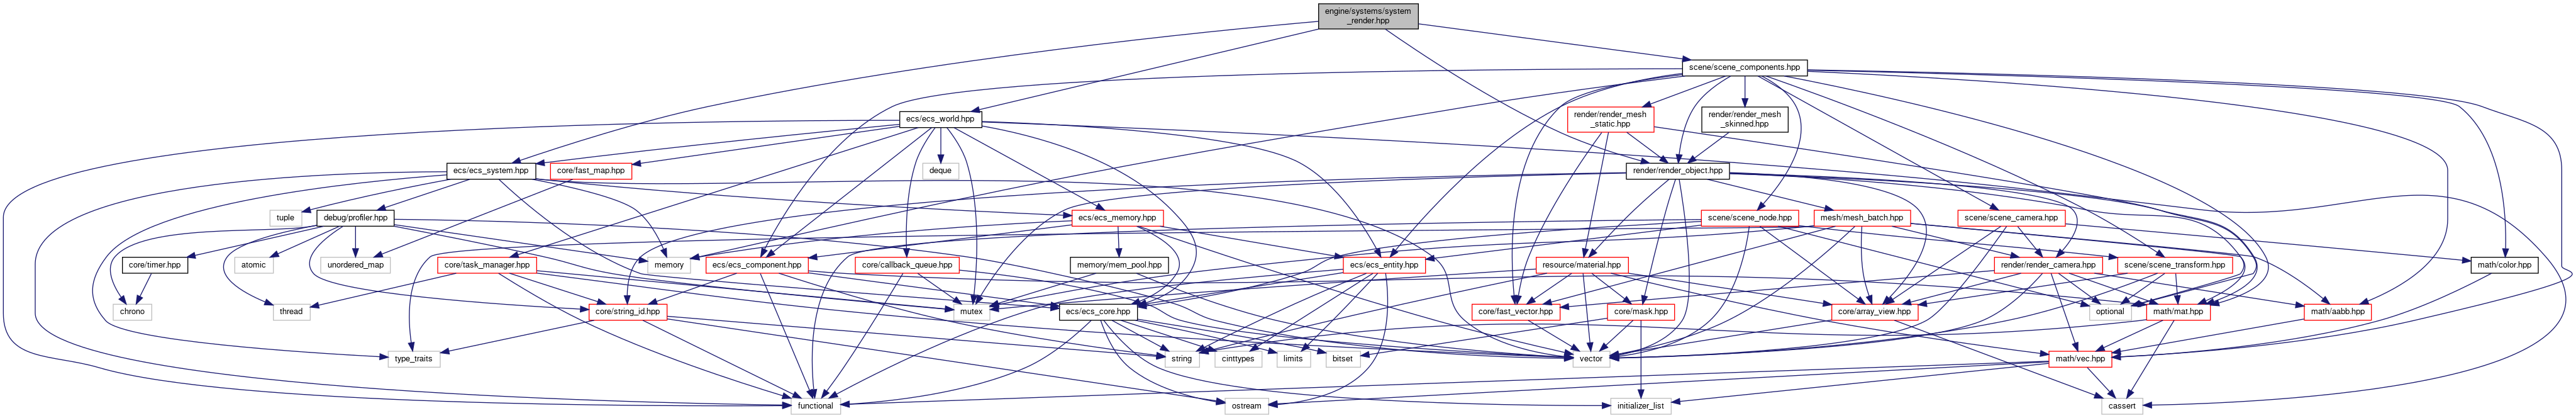 engine/systems/system
_render.hpp
scene/scene_components.hpp
ecs/ecs_world.hpp
render/render_mesh
_static.hpp
render/render_mesh
_skinned.hpp
ecs/ecs_system.hpp
core/fast_map.hpp
deque
render/render_object.hpp
tuple
debug/profiler.hpp
ecs/ecs_memory.hpp
scene/scene_node.hpp
mesh/mesh_batch.hpp
scene/scene_camera.hpp
core/timer.hpp
atomic
unordered_map
core/task_manager.hpp
memory
ecs/ecs_component.hpp
core/callback_queue.hpp
memory/mem_pool.hpp
ecs/ecs_entity.hpp
resource/material.hpp
render/render_camera.hpp
scene/scene_transform.hpp
math/color.hpp
chrono
thread
core/string_id.hpp
mutex
ecs/ecs_core.hpp
core/fast_vector.hpp
core/mask.hpp
core/array_view.hpp
optional
math/mat.hpp
math/aabb.hpp
type_traits
string
cinttypes
limits
bitset
vector
math/vec.hpp
functional
ostream
initializer_list
cassert